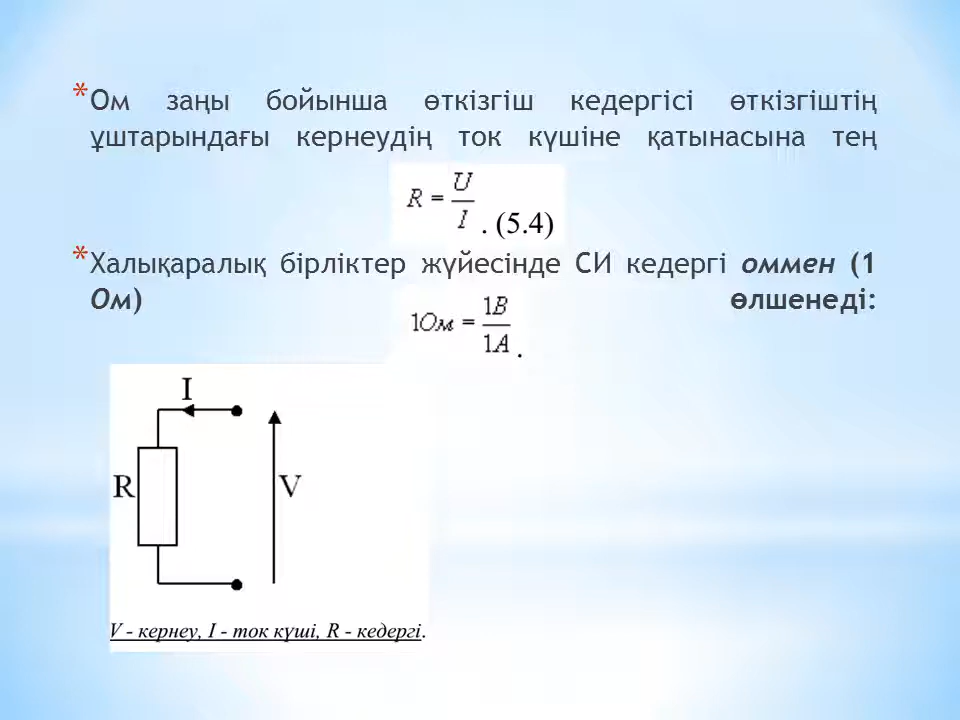 * Ом заңы бойынша өткізгіш кедергісі өткізгіштің
ұштарындағы кернеудің ток күшіне қатынасына тең
R = U/I . (5.4)
* Халықаралық бірліктер жүйесінде СИ кедергі оммен (1
Ом) өлшенеді:
1Ом = 1В/1А .
I
R
V
V - кернеу, I - ток күші, R - кедергі.